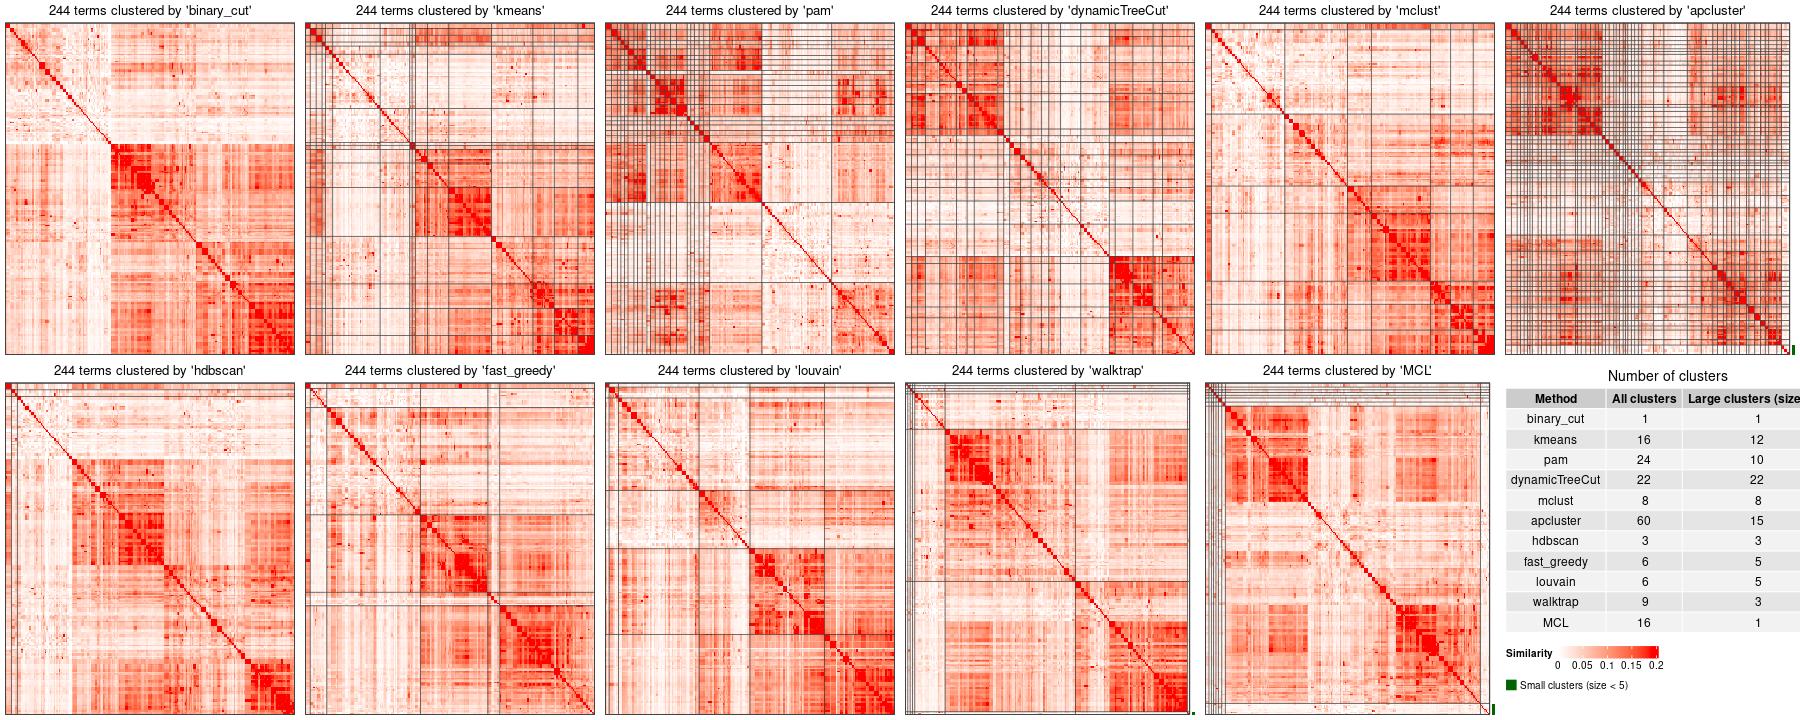 244 terms clustered by 'binary_cut'
244 terms clustered by 'kmeans'
244 terms clustered by 'pam'
244 terms clustered by 'dynamicTreeCut'
244 terms clustered by 'mclust'
244 terms clustered by 'apcluster'
244 terms clustered by 'hdbscan'
244 terms clustered by 'fast_greedy'
244 terms clustered by 'louvain'
244 terms clustered by 'walktrap'
244 terms clustered by 'MCL'
Number of clusters
Method All clusters Large clusters (size
binary_cut 1 1
kmeans 16 12
pam 24 10
dynamicTreeCut 22 22
mclust 8 8
apcluster 60 15
hdbscan 3 3
fast_greedy 6 5
louvain 6 5
walktrap 9 3
MCL 16 1
Similarity
0 0.05 0.1 0.15 0.2
Small clusters (size < 5)